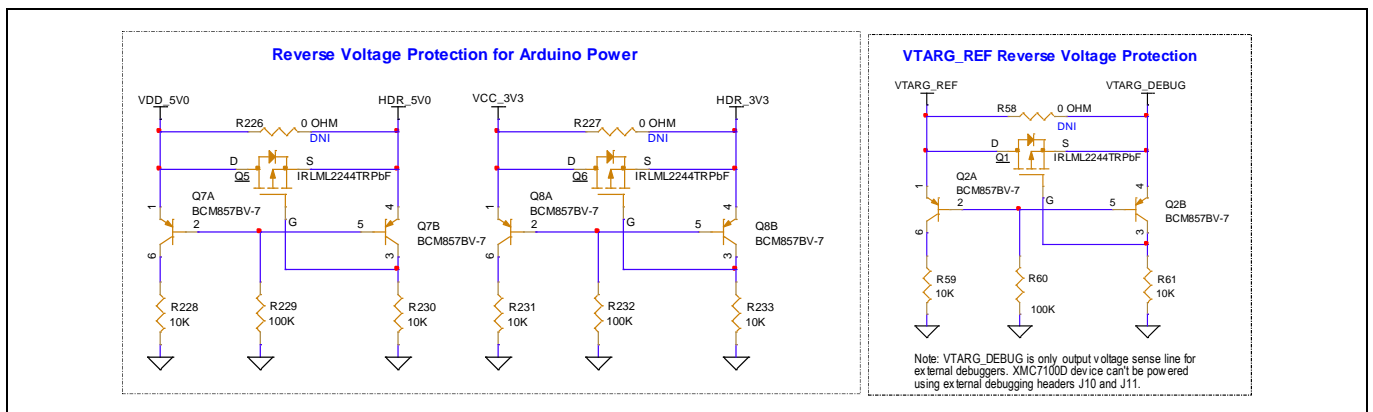 Reverse Voltage Protection for Arduino Power
VDD_5V0
HDR_5V0
R226
0 OHM
DNI
D
S
Q5
IRLML2244TRPbF
1
Q7A
BCM857BV-7
4
2
G
5
Q7B
BCM857BV-7
6
3
R228
10K
R229
100K
R230
10K
VCC_3V3
HDR_3V3
R227
0 OHM
DNI
D
S
Q6
IRLML2244TRPbF
1
Q8A
BCM857BV-7
4
2
G
5
Q8B
BCM857BV-7
6
3
R231
10K
R232
100K
R233
10K
VTARG_REF Reverse Voltage Protection
VTARG_REF
VTARG_DEBUG
R58
0 OHM
DNI
D
S
Q1
IRLML2244TRPbF
1
Q2A
BCM857BV-7
4
2
G
5
Q2B
BCM857BV-7
6
3
R59
10K
R60
100K
R61
10K
Note: VTARG_DEBUG is only output voltage sense line for
external debuggers. XMC7100D device can't be powered
using external debugging headers J10 and J11.